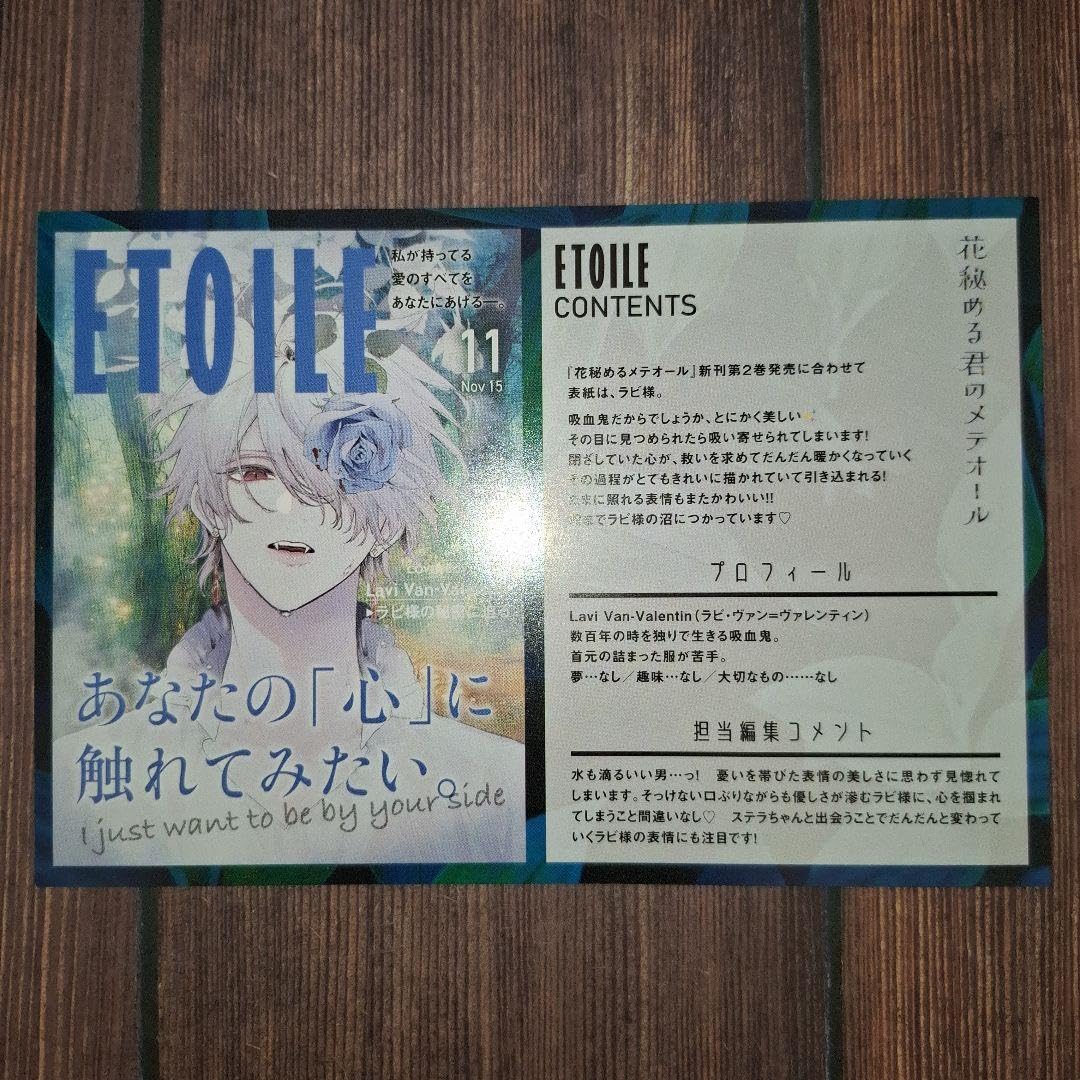 ETOILE
私が持ってる
愛のすべてを
あなたにあげる—。
11
Nov 15
Lavi Van-Va
▶ラビ様の
あなたの「心」に
触れてみたい。
I just want to be by your side
ETOILE
CONTENTS
花秘める君のメテオール
『花秘めるメテオール』新刊第2巻発売に合わせて
表紙は、ラビ様。
吸血鬼だからでしょうか、とにかく美しい✨
その目に見つめられたら吸い寄せられてしまいます!
閉ざしていた心が、救いを求めてだんだん暖かくなっていく
その過程がとてもきれいに描かれていて引き込まれる!
に照れる表情もまたかわいい!!
でラビ様の沼につかっています♡
プロフィール
Lavi Van-Valentin（ラビ・ヴァン=ヴァレンティン）
数百年の時を独りで生きる吸血鬼。
首元の詰まった服が苦手。
夢…なし／趣味…なし／大切なもの……なし
担当編集コメント
水も滴るいい男…っ!　憂いを帯びた表情の美しさに思わず見惚れて
しまいます。そっけない口ぶりながらも優しさが滲むラビ様に、心を掴まれ
てしまうこと間違いなし♡　ステラちゃんと出会うことでだんだんと変わって
いくラビ様の表情にも注目です!